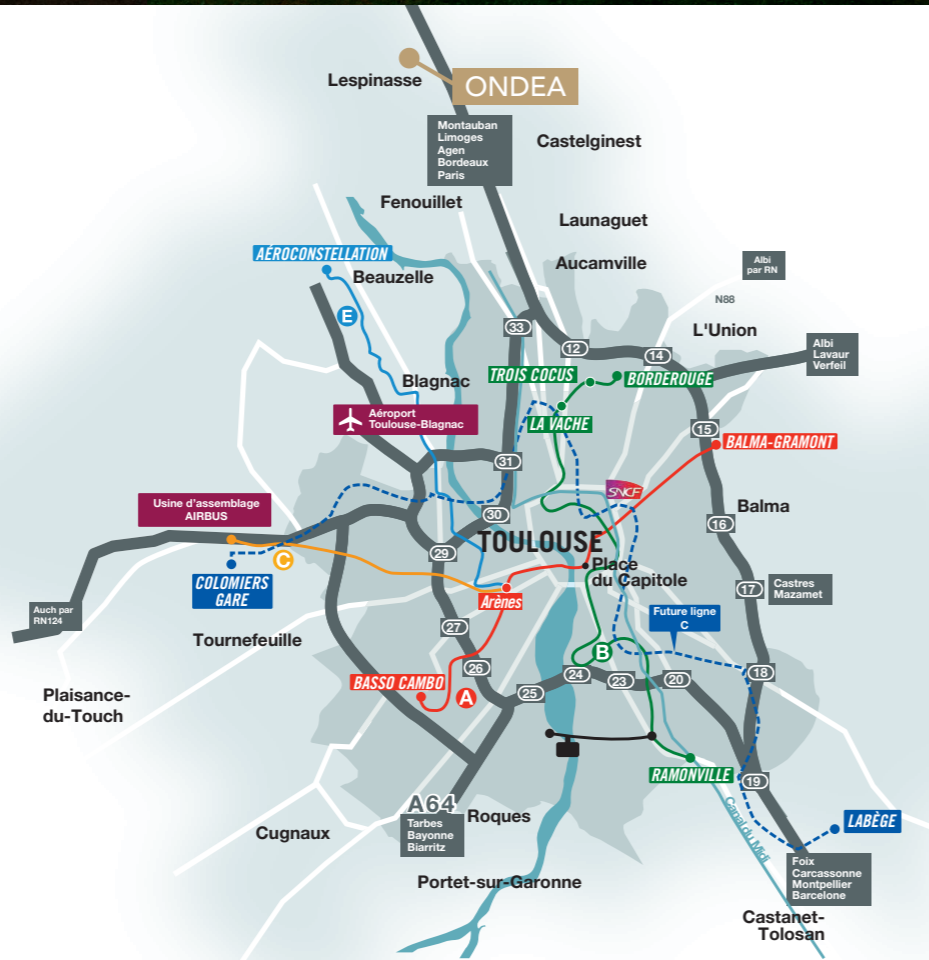 Lespinasse
ONDEA
Montauban
Limoges
Agen
Bordeaux
Paris
Castelginest
Fenouillet
Launaguet
AÉROCONSTELLATION
Beauzelle
Aucamville
Albi
par RN
N88
E
33
12
14
L'Union
Albi
Lavaur
Verfeil
Blagnac
TROIS COCUS
BORDEROUGE
Aéroport
Toulouse-Blagnac
LA VACHE
15
BALMA-GRAMONT
31
SNCF
Usine d'assemblage
AIRBUS
30
Balma
16
TOULOUSE
29
C
Place
du Capitole
COLOMIERS
GARE
Arènes
17
Castres
Mazamet
Auch par
RN124
Future ligne
C
Tournefeuille
27
B
26
24
23
20
18
BASSO CAMBO
A
25
Plaisance-
du-Touch
RAMONVILLE
19
A64
Roques
Tarbes
Bayonne
Biarritz
Canal du Midi
LABÈGE
Cugnaux
Foix
Carcassonne
Montpellier
Barcelone
Portet-sur-Garonne
Castanet-
Tolosan